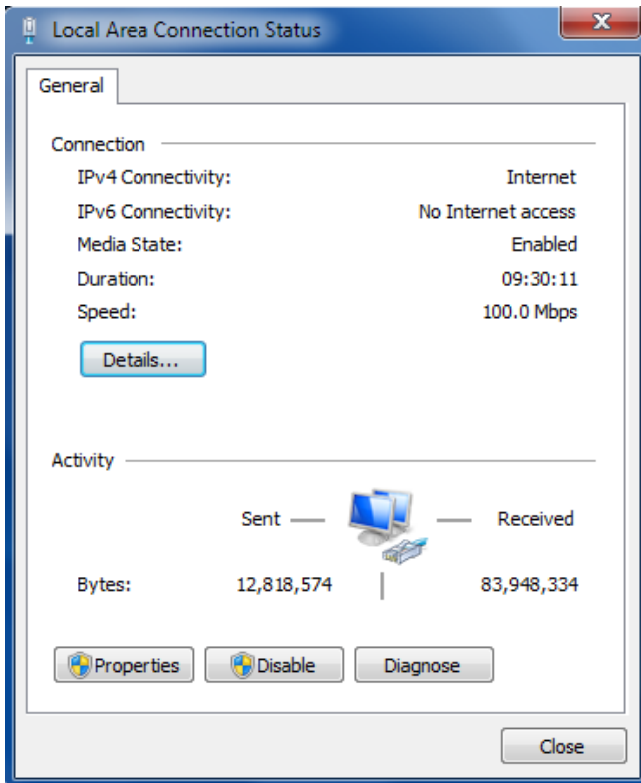 Local Area Connection Status
General
Connection
IPv4 Connectivity: Internet
IPv6 Connectivity: No Internet access
Media State: Enabled
Duration: 09:30:11
Speed: 100.0 Mbps
Details...
Activity
Sent Received
Bytes: 12,818,574 83,948,334
Properties Disable Diagnose
Close